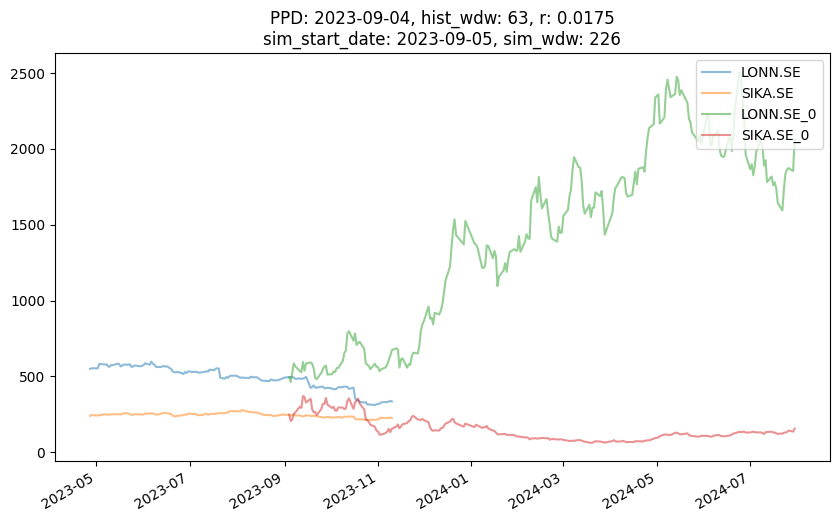 PPD: 2023-09-04, hist_wdw: 63, r: 0.0175
sim_start_date: 2023-09-05, sim_wdw: 226
LONN.SE
SIKA.SE
LONN.SE_0
SIKA.SE_0
2500
2000
1500
1000
500
0
2023-05
2023-07
2023-09
2023-11
2024-01
2024-03
2024-05
2024-07